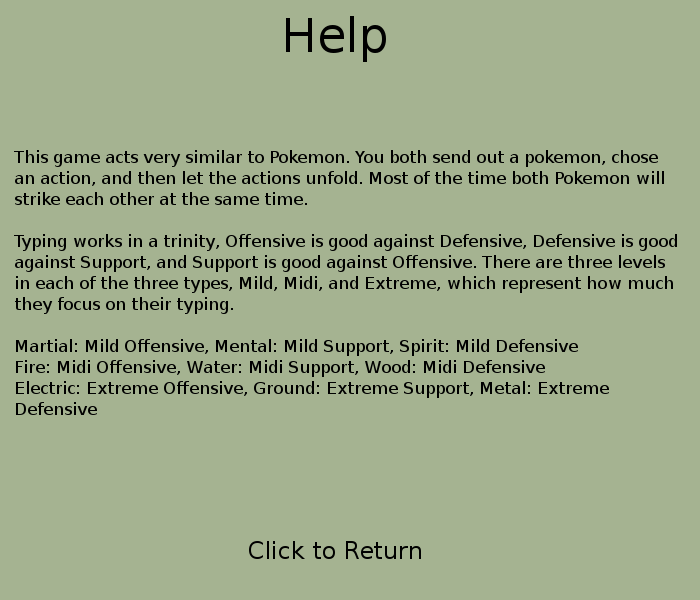 Help
This game acts very similar to Pokemon. You both send out a pokemon, chose
an action, and then let the actions unfold. Most of the time both Pokemon will
strike each other at the same time.
Typing works in a trinity, Offensive is good against Defensive, Defensive is good
against Support, and Support is good against Offensive. There are three levels
in each of the three types, Mild, Midi, and Extreme, which represent how much
they focus on their typing.
Martial: Mild Offensive, Mental: Mild Support, Spirit: Mild Defensive
Fire: Midi Offensive, Water: Midi Support, Wood: Midi Defensive
Electric: Extreme Offensive, Ground: Extreme Support, Metal: Extreme
Defensive
Click to Return